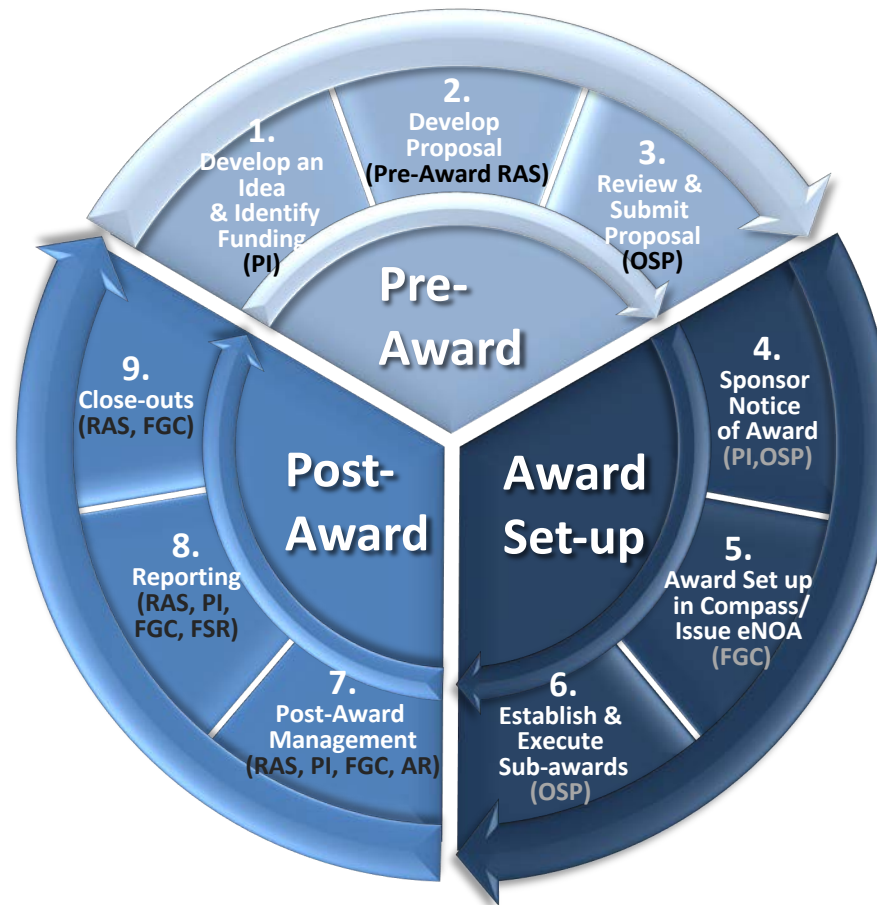 1.
Develop an
Idea
& Identify
Funding
(PI)
2.
Develop
Proposal
(Pre-Award RAS)
3.
Review &
Submit
Proposal
(OSP)
Pre-
Award
4.
Sponsor
Notice
of Award
(PI,OSP)
5.
Award Set up
in Compass/
Issue eNOA
(FGC)
6.
Establish &
Execute
Sub-awards
(OSP)
Award
Set-up
7.
Post-Award
Management
(RAS, PI, FGC, AR)
8.
Reporting
(RAS, PI,
FGC, FSR)
9.
Close-outs
(RAS, FGC)
Post-
Award